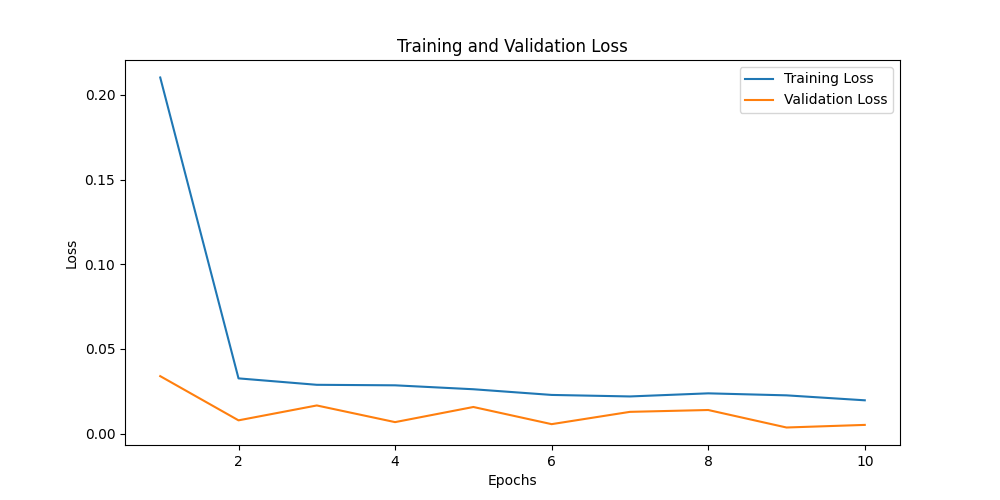 Training and Validation Loss
Training Loss
Validation Loss
0.20
0.15
0.10
0.05
0.00
Loss
2
4
6
8
10
Epochs